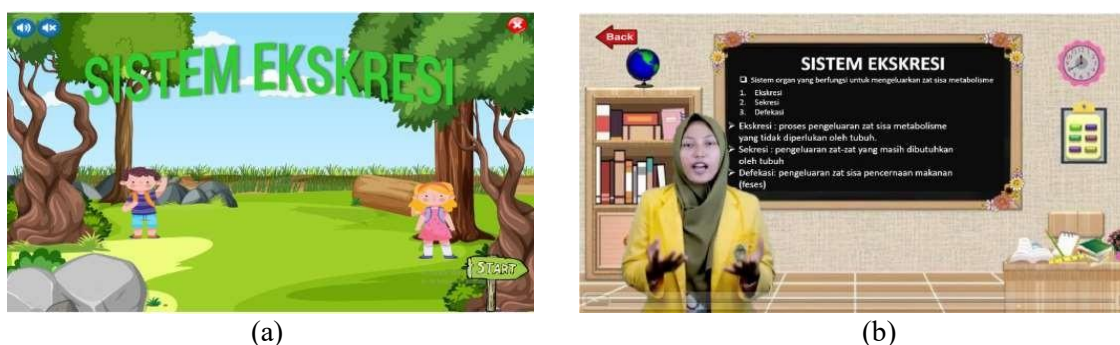 SISTEM EKSKRESI
START
(a)
Back
SISTEM EKSKRESI
❑ Sistem organ yang berfungsi untuk mengeluarkan zat sisa metabolisme
1. Ekskresi
2. Sekresi
3. Defekasi
➢ Ekskresi : proses pengeluaran zat sisa metabolisme
yang tidak diperlukan oleh tubuh.
➢ Sekresi : pengeluaran zat-zat yang masih dibutuhkan
oleh tubuh
➢ Defekasi: pengeluaran zat sisa pencernaan makanan
(feses)
(b)